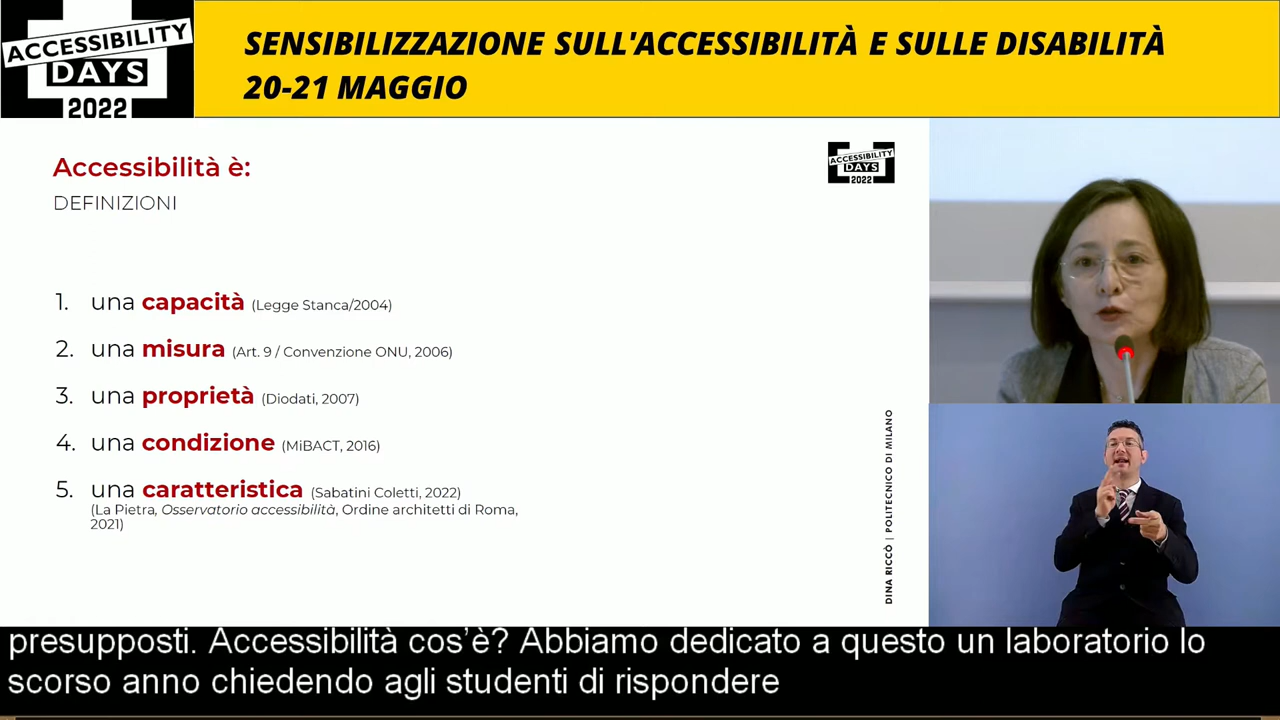 ACCESSIBILITY
DAYS
2022
SENSIBILIZZAZIONE SULL'ACCESSIBILITÀ E SULLE DISABILITÀ
20-21 MAGGIO
Accessibilità è:
DEFINIZIONI
ACCESSIBILITY
DAYS
2022
1. una capacità (Legge Stanca/2004)
2. una misura (Art. 9 / Convenzione ONU, 2006)
3. una proprietà (Diodati, 2007)
4. una condizione (MiBACT, 2016)
5. una caratteristica (Sabatini Coletti, 2022)
(La Pietra, Osservatorio accessibilità, Ordine architetti di Roma,
2021)
DINA RICCÒ | POLITECNICO DI MILANO
presupposti. Accessibilità cos'è? Abbiamo dedicato a questo un laboratorio lo
scorso anno chiedendo agli studenti di rispondere